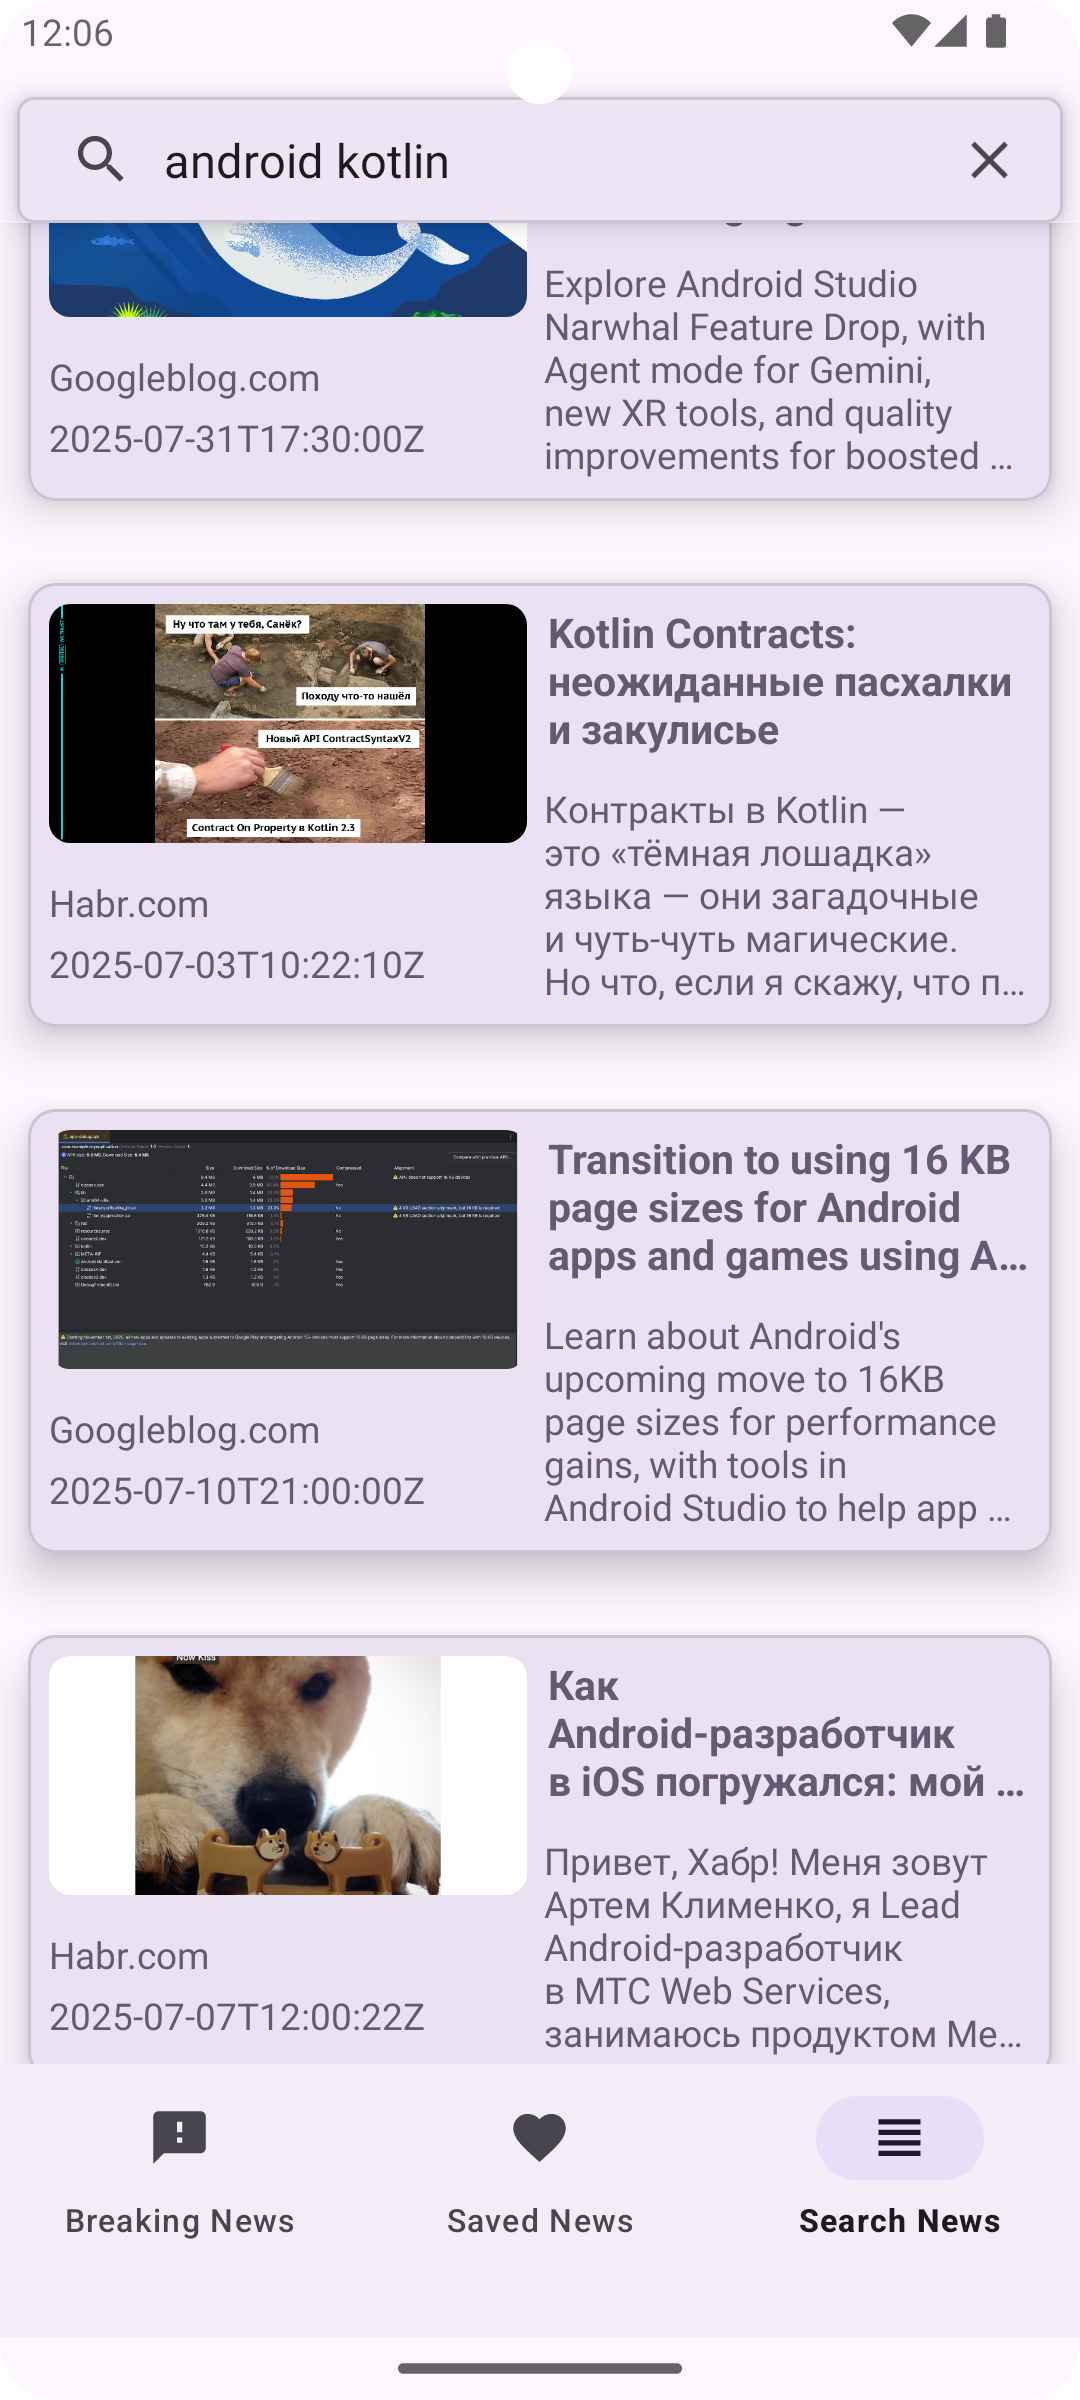 12:06
android kotlin
Explore Android Studio
Narwhal Feature Drop, with
Agent mode for Gemini,
new XR tools, and quality
improvements for boosted …
Googleblog.com
2025-07-31T17:30:00Z
Ну что там у тебя, Санёк?
Походу что-то нашёл
Новый API ContractSyntaxV2
Contract On Property в Kotlin 2.3
Kotlin Contracts:
неожиданные пасхалки
и закулисье
Контракты в Kotlin —
это «тёмная лошадка»
языка — они загадочные
и чуть-чуть магические.
Но что, если я скажу, что п…
Habr.com
2025-07-03T10:22:10Z
Transition to using 16 KB
page sizes for Android
apps and games using A…
Learn about Android's
upcoming move to 16KB
page sizes for performance
gains, with tools in
Android Studio to help app …
Googleblog.com
2025-07-10T21:00:00Z
Now Kiss
Как
Android-разработчик
в iOS погружался: мой …
Привет, Хабр! Меня зовут
Артем Клименко, я Lead
Android-разработчик
в МТС Web Services,
занимаюсь продуктом Ме…
Habr.com
2025-07-07T12:00:22Z
Breaking News
Saved News
Search News